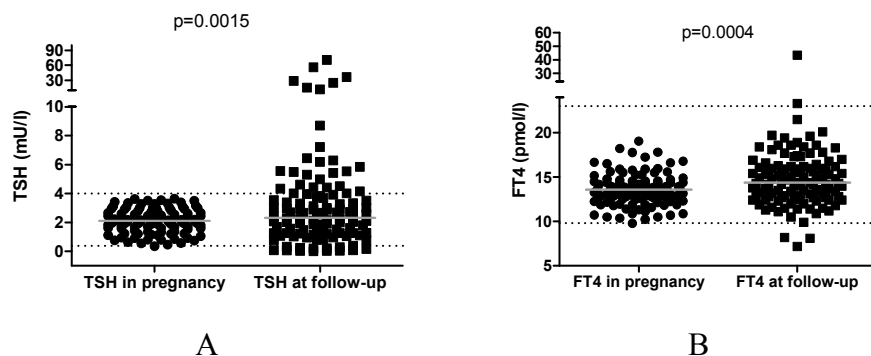 p=0.0015
TSH (mU/l)
90
60
30
10
8
6
4
2
0
TSH in pregnancy
TSH at follow-up
A
p=0.0004
FT4 (pmol/l)
60
50
40
30
20
15
10
5
FT4 in pregnancy
FT4 at follow-up
B